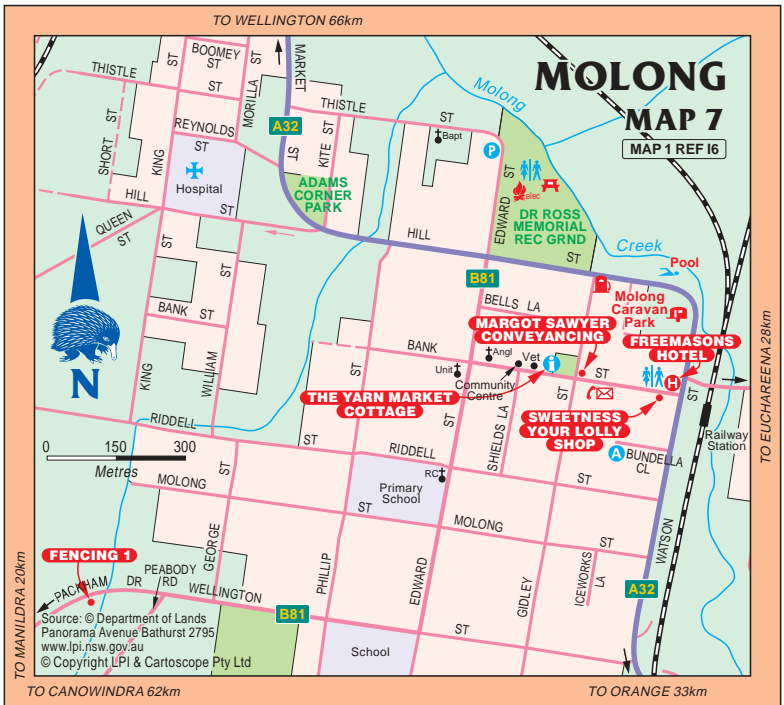 TO WELLINGTON 66km
MOLONG
MAP 7
MAP 1 REF I6
THISTLE
ST
BOOMEY
ST
ST
MORILLA
ST
MARKET
ST
A32
THISTLE
ST
Molong
Creek
SHORT
ST
KING
ST
REYNOLDS
ST
Hospital
KITE
ST
Bapt
P
EDWARD
ST
elec
DR ROSS
MEMORIAL
REC GRND
ADAMS
CORNER
PARK
HILL
ST
QUEEN
ST
HILL
ST
B81
Pool
Molong
Caravan
Park
BELLS LA
MARGOT SAWYER
CONVEYANCING
FREEMASONS
HOTEL
BANK ST
BANK
ST
Angl
Vet
Unit
Community
Centre
THE YARN MARKET
COTTAGE
SWEETNESS
YOUR LOLLY
SHOP
H
ST
KING
WILLIAM
ST
N
RIDDELL
ST
RIDDELL
ST
SHIELDS LA
ST
ST
A
BUNDELLA
CL
Railway
Station
TO EUCHAREENA 28km
0 150 300
Metres
MOLONG
ST
RC
Primary
School
MOLONG
ST
GEORGE
ST
PHILLIP
EDWARD
GIDLEY
ICEWORKS
LA
WATSON
FENCING 1
PACKHAM
DR
PEABODY
RD
WELLINGTON
ST
B81
A32
School
TO MANILDRA 20km
Source: © Department of Lands
Panorama Avenue Bathurst 2795
www.lpi.nsw.gov.au
© Copyright LPI & Cartoscope Pty Ltd
TO CANOWINDRA 62km
TO ORANGE 33km